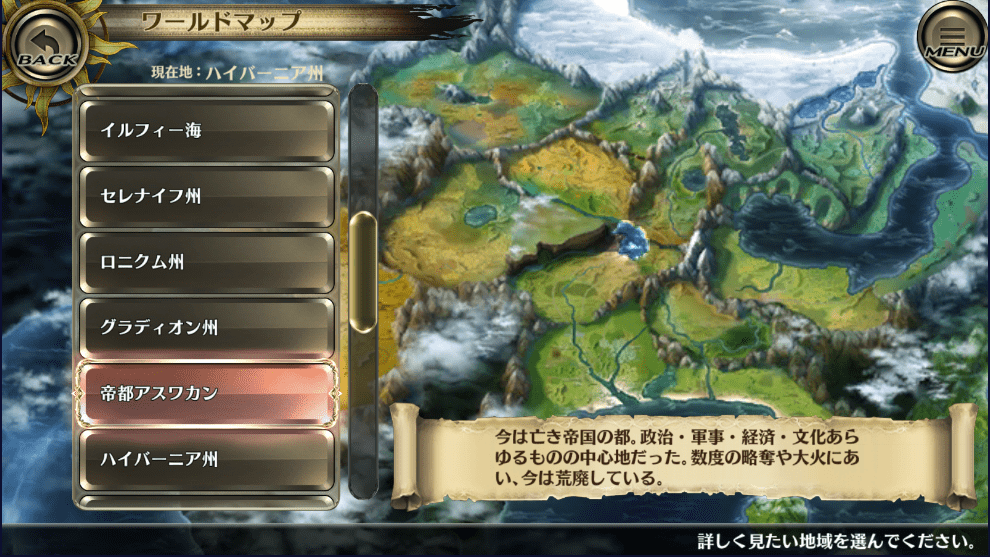 BACK
ワールドマップ
MENU
現在地：ハイバーニア州
イルフィー海
セレナイフ州
ロニクム州
グラディオン州
帝都アスワカン
ハイバーニア州
今は亡き帝国の都。政治・軍事・経済・文化あら
ゆるものの中心地だった。数度の略奪や大火にあ
い、今は荒廃している。
詳しく見たい地域を選んでください。